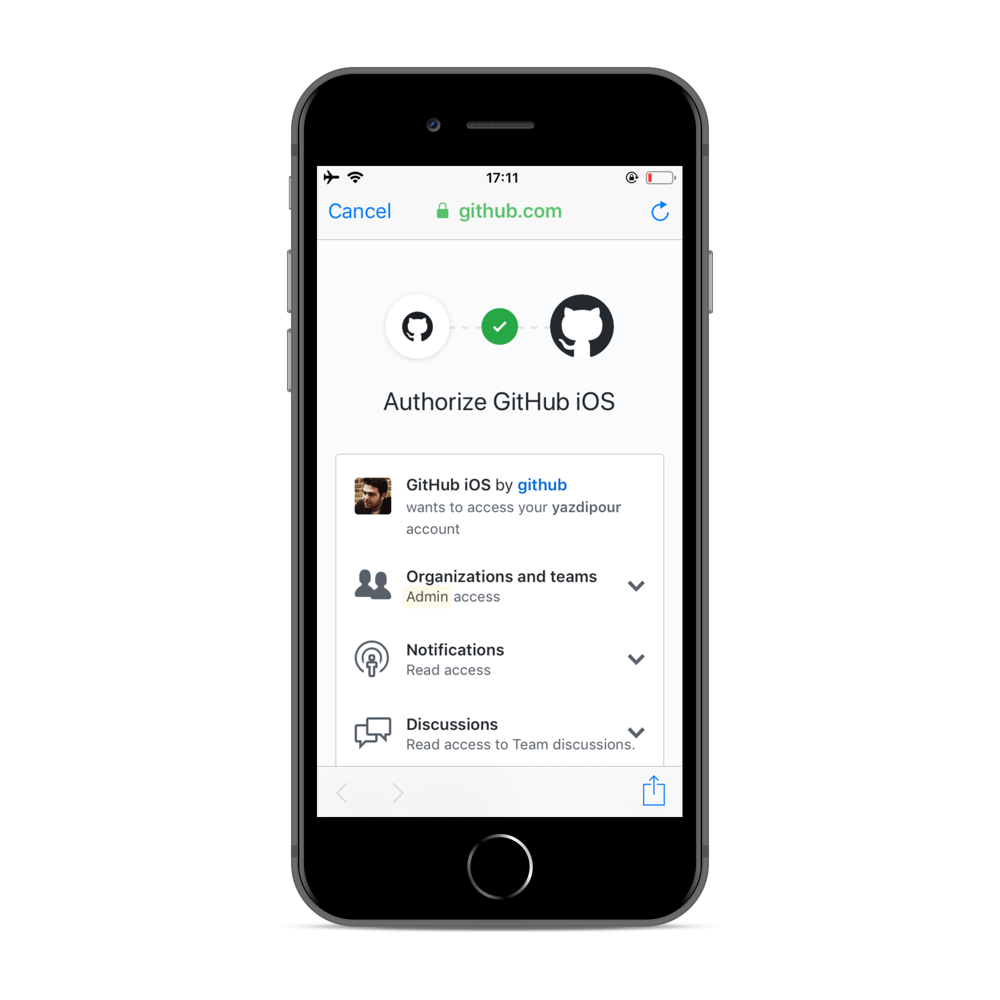 17:11
Cancel github.com
Authorize GitHub iOS
GitHub iOS by github
wants to access your yazdipour
account
Organizations and teams
Admin access
Notifications
Read access
Discussions
Read access to Team discussions.